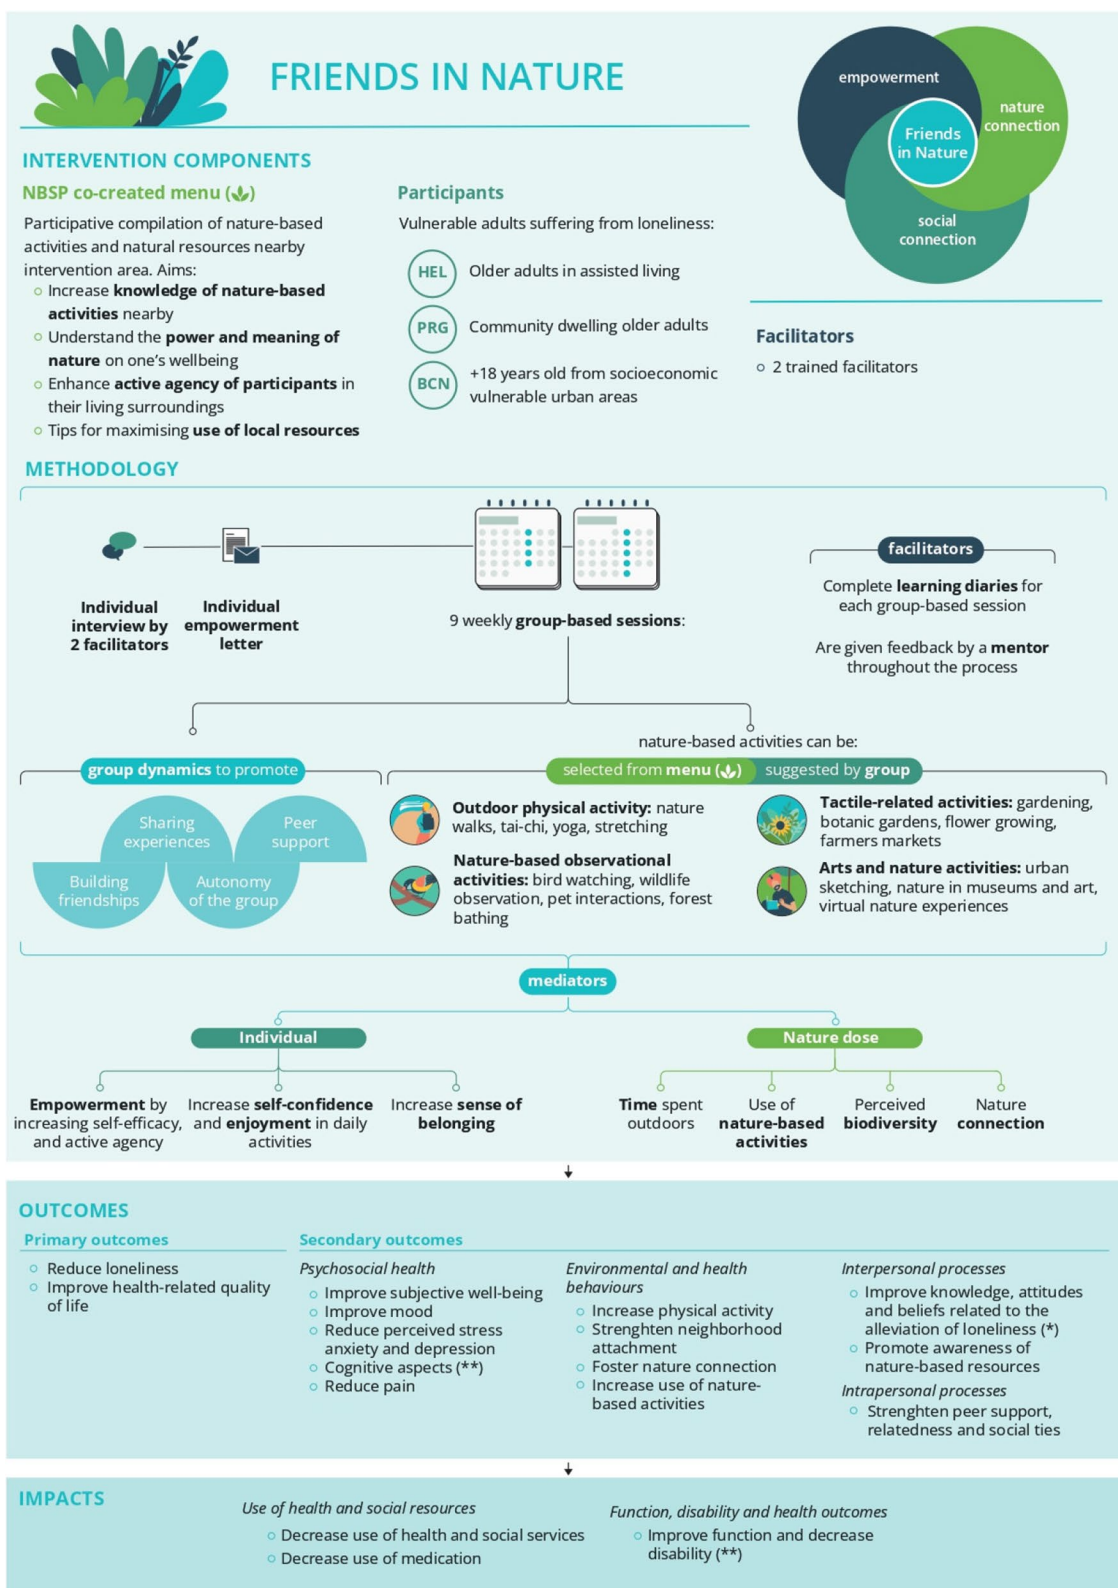 FRIENDS IN NATURE
empowerment
nature
connection
Friends
in Nature
social
connection
INTERVENTION COMPONENTS
NBSP co-created menu ( )
Participative compilation of nature-based
activities and natural resources nearby
intervention area. Aims:
Increase knowledge of nature-based
activities nearby
Understand the power and meaning of
nature on one's wellbeing
Enhance active agency of participants in
their living surroundings
Tips for maximising use of local resources
Participants
Vulnerable adults suffering from loneliness:
HEL Older adults in assisted living
PRG Community dwelling older adults
BCN +18 years old from socioeconomic
vulnerable urban areas
Facilitators
2 trained facilitators
METHODOLOGY
Individual
interview by
2 facilitators
Individual
empowerment
letter
9 weekly group-based sessions:
facilitators
Complete learning diaries for
each group-based session
Are given feedback by a mentor
throughout the process
group dynamics to promote
Sharing
experiences
Peer
support
Building
friendships
Autonomy
of the group
nature-based activities can be:
selected from menu ( ) suggested by group
Outdoor physical activity: nature
walks, tai-chi, yoga, stretching
Nature-based observational
activities: bird watching, wildlife
observation, pet interactions, forest
bathing
Tactile-related activities: gardening,
botanic gardens, flower growing,
farmers markets
Arts and nature activities: urban
sketching, nature in museums and art,
virtual nature experiences
mediators
Individual
Empowerment by
increasing self-efficacy,
and active agency
Increase self-confidence
and enjoyment in daily
activities
Increase sense of
belonging
Nature dose
Time spent
outdoors
Use of
nature-based
activities
Perceived
biodiversity
Nature
connection
OUTCOMES
Primary outcomes
Reduce loneliness
Improve health-related quality
of life
Secondary outcomes
Psychosocial health
Improve subjective well-being
Improve mood
Reduce perceived stress
anxiety and depression
Cognitive aspects (**)
Reduce pain
Environmental and health
behaviours
Increase physical activity
Strenghten neighborhood
attachment
Foster nature connection
Increase use of nature-
based activities
Interpersonal processes
Improve knowledge, attitudes
and beliefs related to the
alleviation of loneliness (*)
Promote awareness of
nature-based resources
Intrapersonal processes
Strenghten peer support,
relatedness and social ties
IMPACTS
Use of health and social resources
Decrease use of health and social services
Decrease use of medication
Function, disability and health outcomes
Improve function and decrease
disability (**)